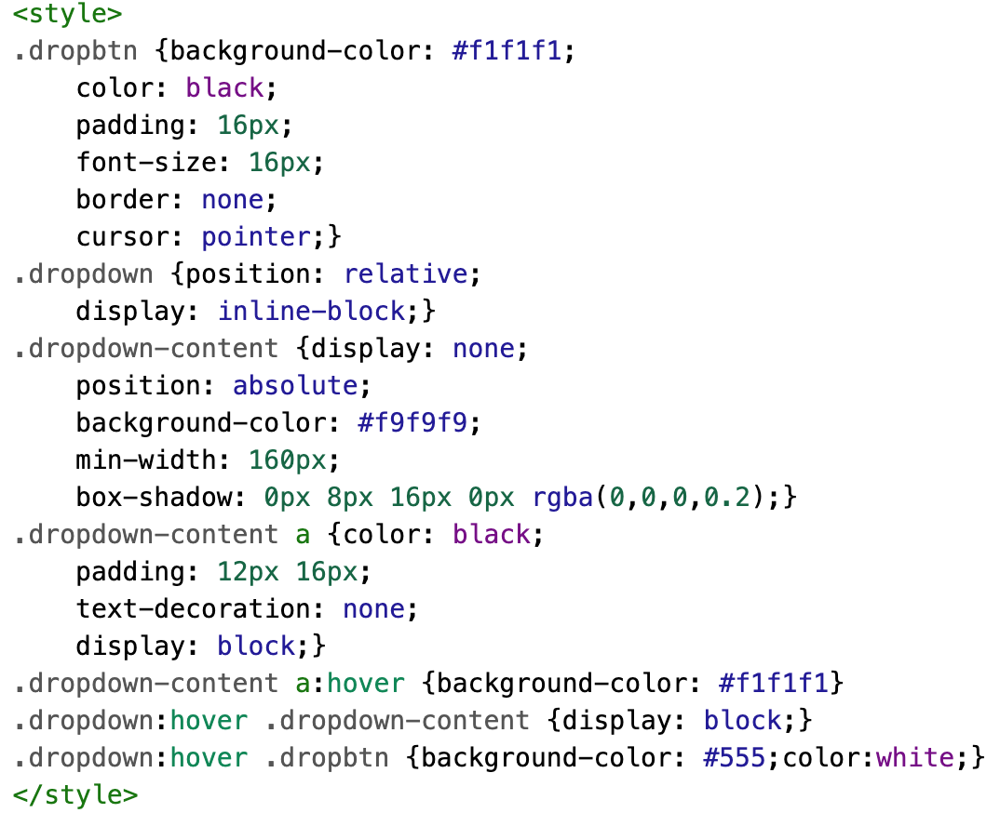 <style>
.dropbtn {background-color: #f1f1f1;
    color: black;
    padding: 16px;
    font-size: 16px;
    border: none;
    cursor: pointer;}
.dropdown {position: relative;
    display: inline-block;}
.dropdown-content {display: none;
    position: absolute;
    background-color: #f9f9f9;
    min-width: 160px;
    box-shadow: 0px 8px 16px 0px rgba(0,0,0,0.2);}
.dropdown-content a {color: black;
    padding: 12px 16px;
    text-decoration: none;
    display: block;}
.dropdown-content a:hover {background-color: #f1f1f1}
.dropdown:hover .dropdown-content {display: block;}
.dropdown:hover .dropbtn {background-color: #555;color:white;}
</style>